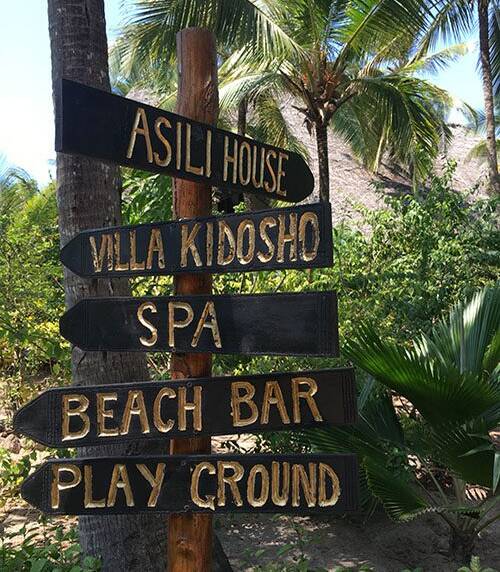 ASILI HOUSE
VILLA KIDOSHO
SPA
BEACH BAR
PLAY GROUND